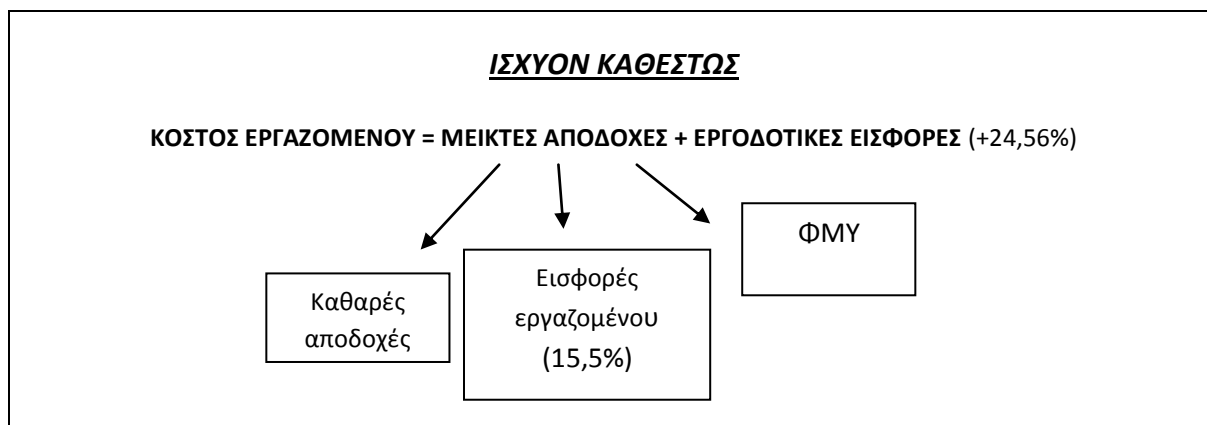 ΙΣΧΥΟΝ ΚΑΘΕΣΤΩΣ
ΚΟΣΤΟΣ ΕΡΓΑΖΟΜΕΝΟΥ = ΜΕΙΚΤΕΣ ΑΠΟΔΟΧΕΣ + ΕΡΓΟΔΟΤΙΚΕΣ ΕΙΣΦΟΡΕΣ (+24,56%)
Καθαρές
αποδοχές
Εισφορές
εργαζομένου
(15,5%)
ΦΜΥ